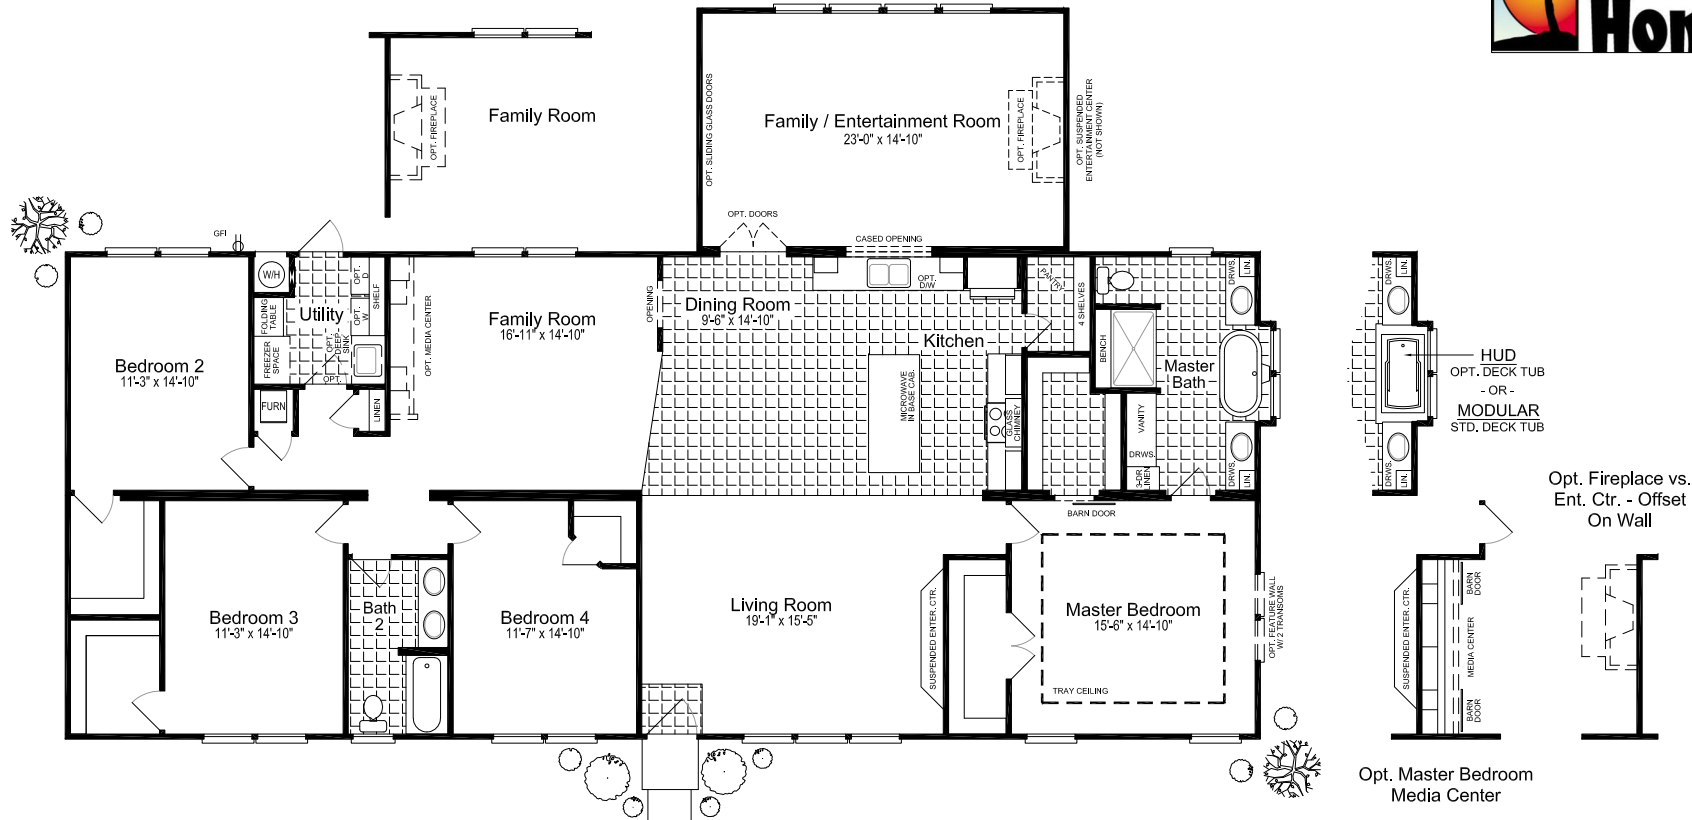 Hon
Family Room
OPT. FIREPLACE
OPT. SLIDING GLASS DOORS
Family / Entertainment Room
23'-0" x 14'-10"
OPT. FIREPLACE
OPT. SUSPENDED
ENTERTAINMENT CENTER
(NOT SHOWN)
OPT. DOORS
CASED OPENING
GFI
W/H
OPT.
D
SHELF
FOLDING
TABLE
Utility
OPT.
W
OPT.
DEEP
SINK
FREEZER
SPACE
OPT.
FURN
LINEN
OPT. MEDIA CENTER
Family Room
16'-11" x 14'-10"
OPENING
Dining Room
9'-6" x 14'-10"
OPT.
D/W
Kitchen
PANTRY
4 SHELVES
MICROWAVE
IN BASE CAB.
GLASS
CHIMNEY
BENCH
Master
Bath
DRWS.
LIN.
VANITY
DRWS.
3-DR
LINEN
DRWS.
LIN.
DRWS.
LIN.
HUD
OPT. DECK TUB
- OR -
MODULAR
STD. DECK TUB
DRWS.
LIN.
Bedroom 2
11'-3" x 14'-10"
Bedroom 3
11'-3" x 14'-10"
Bath
2
Bedroom 4
11'-7" x 14'-10"
Living Room
19'-1" x 15'-5"
SUSPENDED ENTER. CTR.
BARN DOOR
Master Bedroom
15'-6" x 14'-10"
TRAY CEILING
OPT. FEATURE WALL
W/ 2 TRANSOMS
Opt. Fireplace vs.
Ent. Ctr. - Offset
On Wall
SUSPENDED ENTER. CTR.
BARN
DOOR
MEDIA CENTER
BARN
DOOR
Opt. Master Bedroom
Media Center